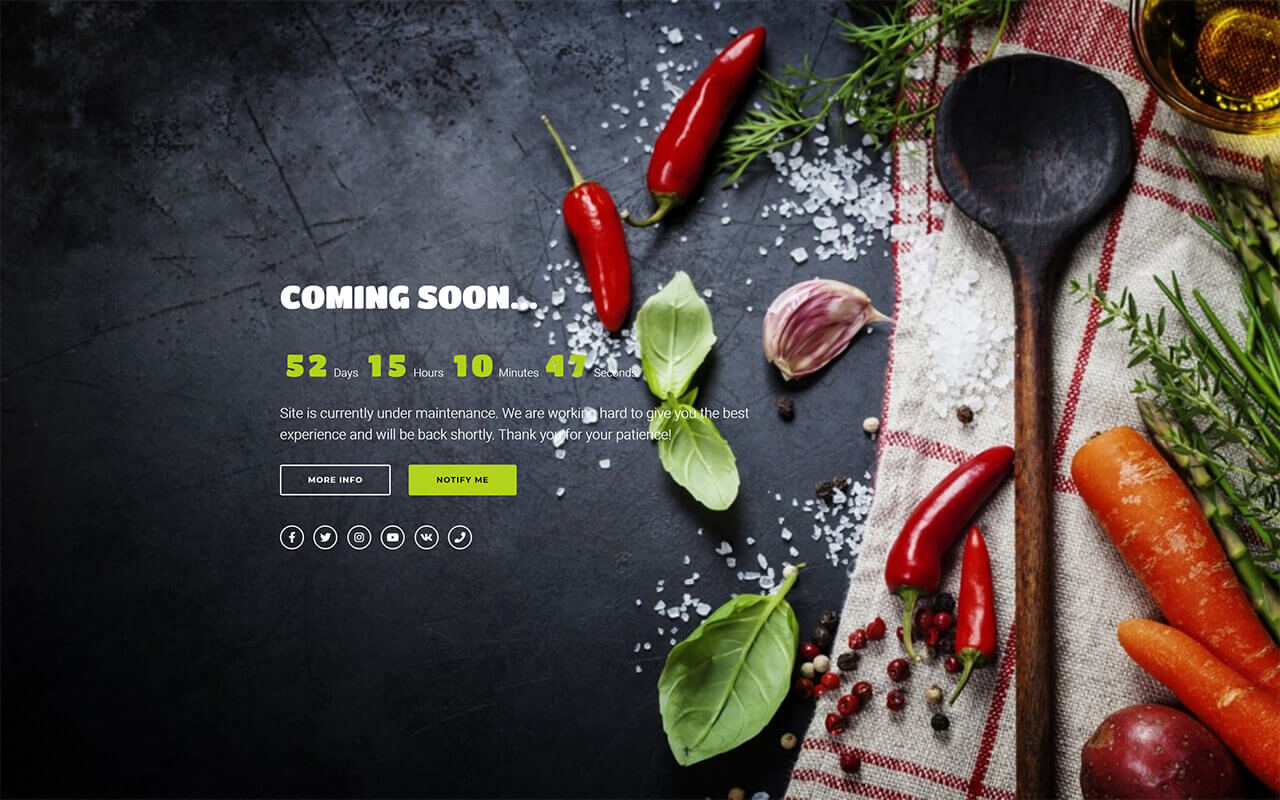 COMING SOON...
52 Days 15 Hours 10 Minutes 47 Seconds
Site is currently under maintenance. We are working hard to give you the best
experience and will be back shortly. Thank you for your patience!
MORE INFO NOTIFY ME